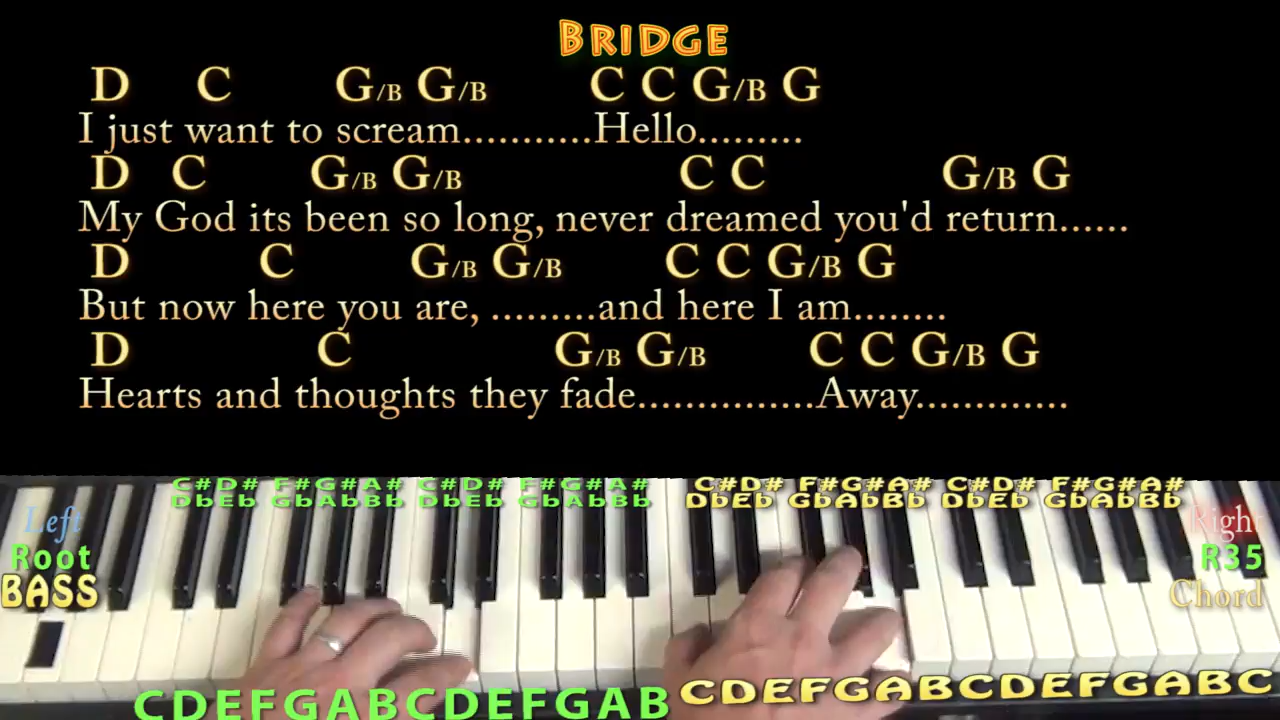 BRIDGE
D C G/B G/B C C G/B G
I just want to scream...........Hello.........
D C G/B G/B C C G/B G
My God its been so long, never dreamed you'd return......
D C G/B G/B C C G/B G
But now here you are, .........and here I am........
D C G/B G/B C C G/B G
Hearts and thoughts they fade...............Away.............
C#D# F#G#A# C#D# F#G#A# C#D# F#G#A# C#D# F#G#A#
DbEb GbAbBb DbEb GbAbBb DbEb GbAbBb DbEb GbAbBb
Left Right
Root R35
BASS Chord
CDEFGABCDEFGAB CDEFGABCDEFGABC